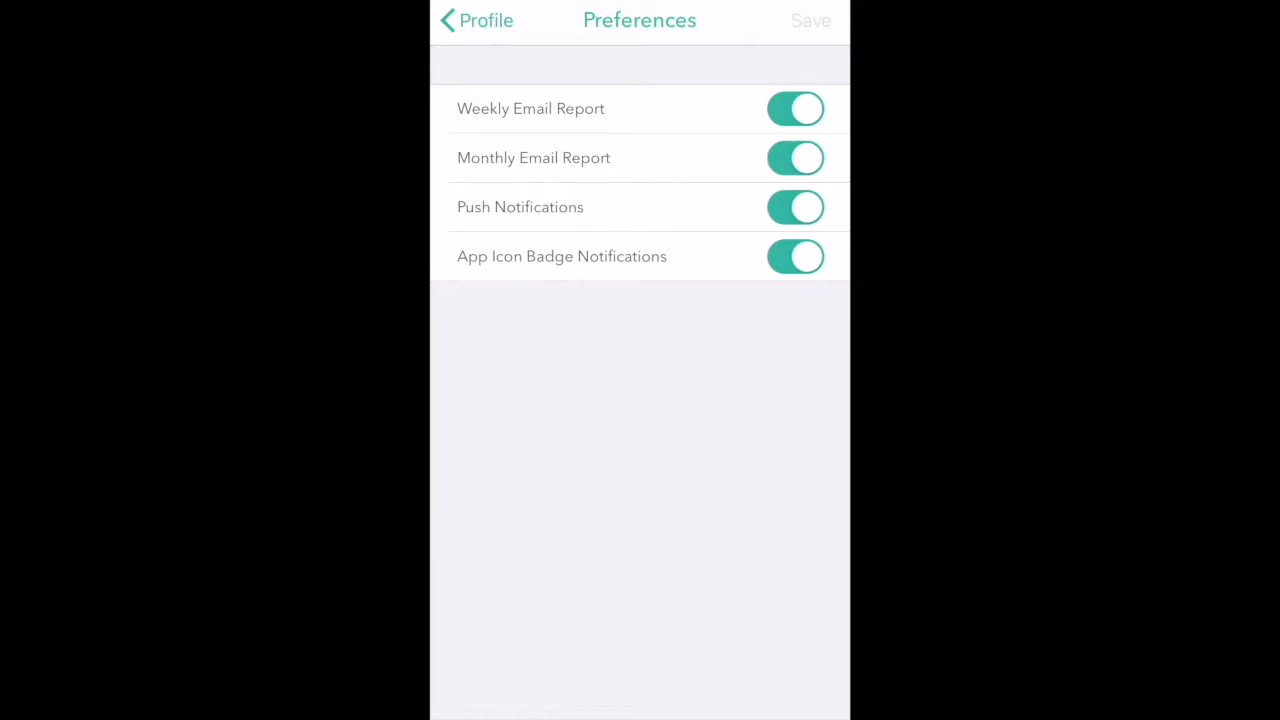 Profile
Preferences
Save
Weekly Email Report
Monthly Email Report
Push Notifications
App Icon Badge Notifications